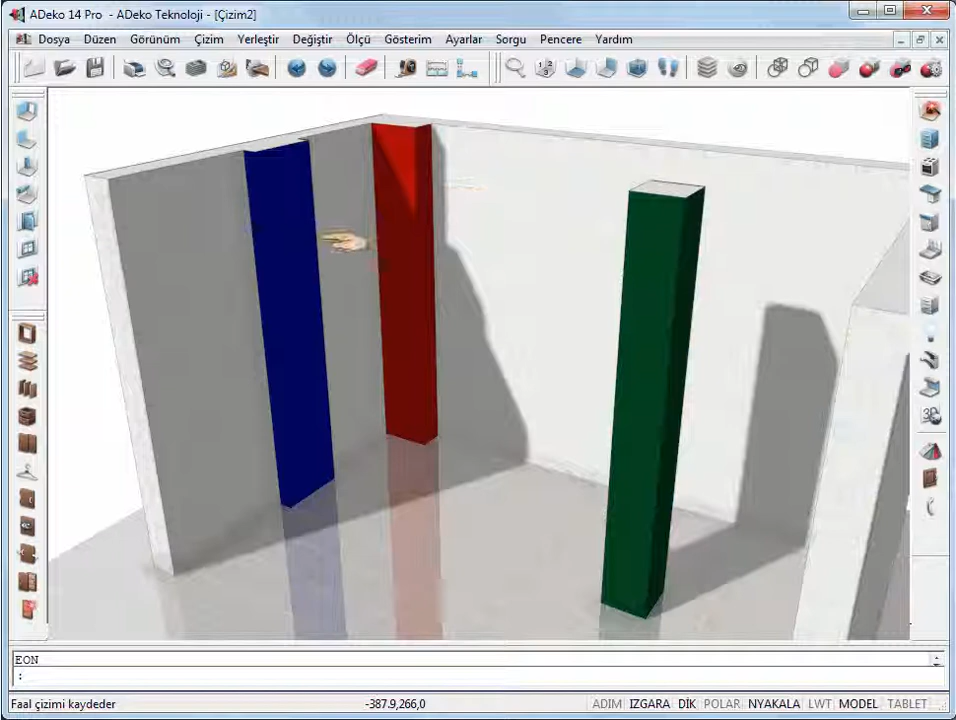 ADeko 14 Pro - ADeko Teknoloji - [Çizim2]
Dosya Düzen Görünüm Çizim Yerleştir Değiştir Ölçü Gösterim Ayarlar Sorgu Pencere Yardım
EON
:
Faal çizimi kaydeder -387.9,266,0 ADIM IZGARA DİK POLAR NYAKALA LWT MODEL TABLET